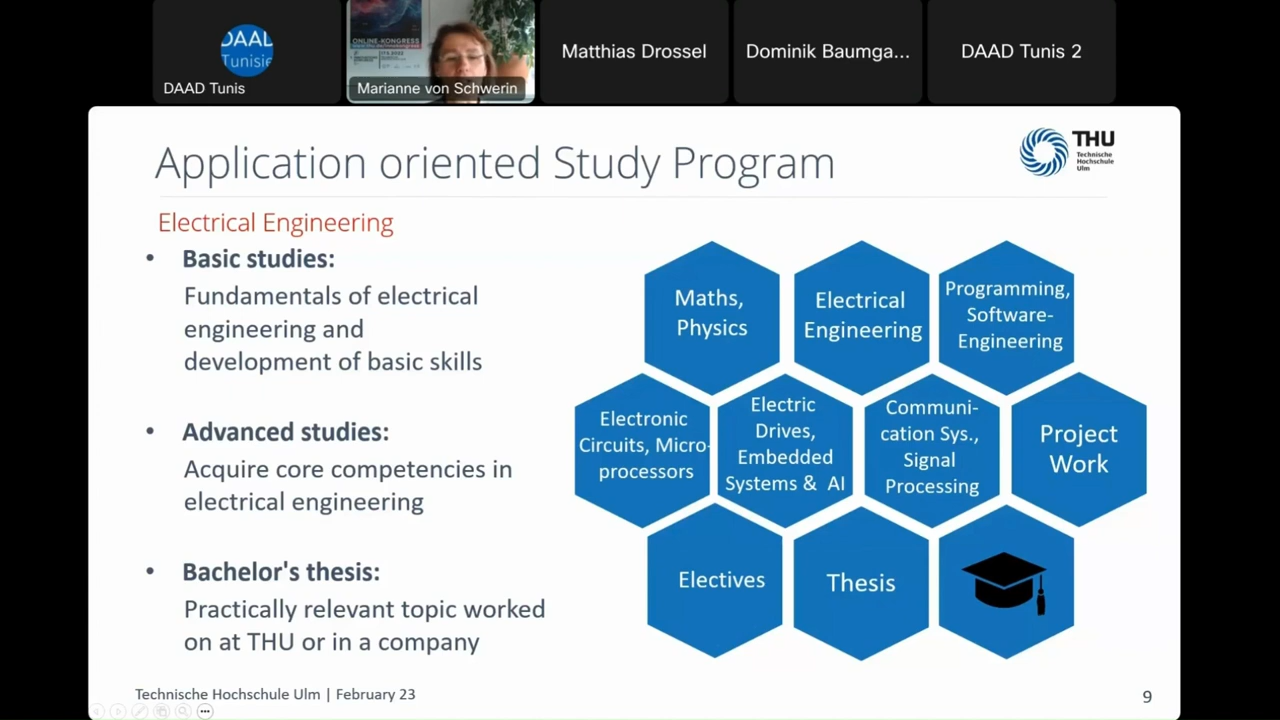 DAAD
Tunisie
DAAD Tunis
ONLINE-KONGRESS
Marianne von Schwerin
Matthias Drossel
Dominik Baumga...
DAAD Tunis 2
Application oriented Study Program
THU
Technische
Hochschule
Ulm
Electrical Engineering
• Basic studies:
Fundamentals of electrical
engineering and
development of basic skills
• Advanced studies:
Acquire core competencies in
electrical engineering
• Bachelor's thesis:
Practically relevant topic worked
on at THU or in a company
Maths,
Physics
Electrical
Engineering
Programming,
Software-
Engineering
Electronic
Circuits, Micro-
processors
Electric
Drives,
Embedded
Systems & AI
Communi-
cation Sys.,
Signal
Processing
Project
Work
Electives
Thesis
Technische Hochschule Ulm | February 23
9